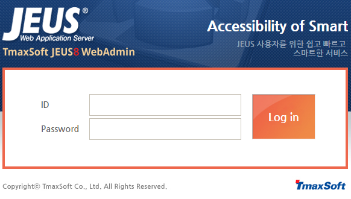 JEUS®
Web Application Server
TmaxSoft JEUS8 WebAdmin
Accessibility of Smart
JEUS 사용자를 위한 쉽고 빠르고
스마트한 서비스
ID
Password
Log in
Copyright© TmaxSoft Co., Ltd. All Rights Reserved.
TmaxSoft